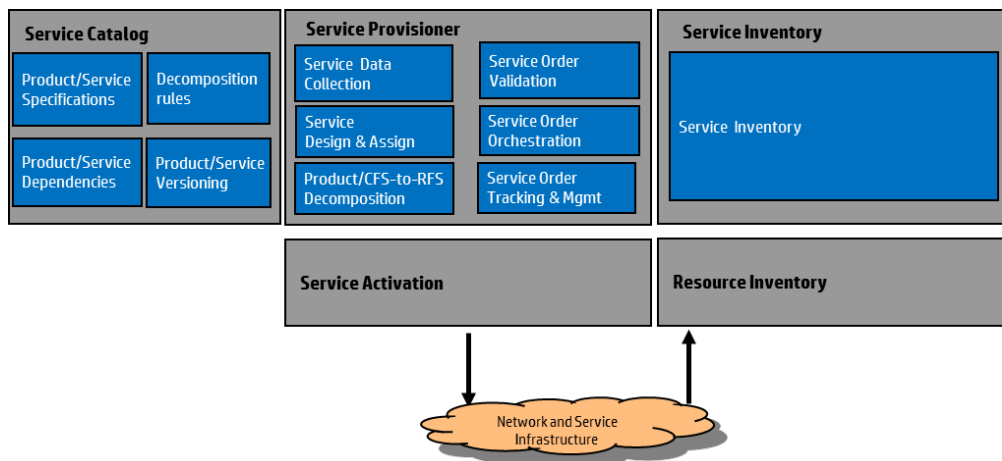 Service Catalog
Product/Service
Specifications
Decomposition
rules
Product/Service
Dependencies
Product/Service
Versioning
Service Provisioner
Service Data
Collection
Service Order
Validation
Service
Design & Assign
Service Order
Orchestration
Product/CFS-to-RFS
Decomposition
Service Order
Tracking & Mgmt
Service Inventory
Service Inventory
Service Activation
Resource Inventory
Network and Service
Infrastructure